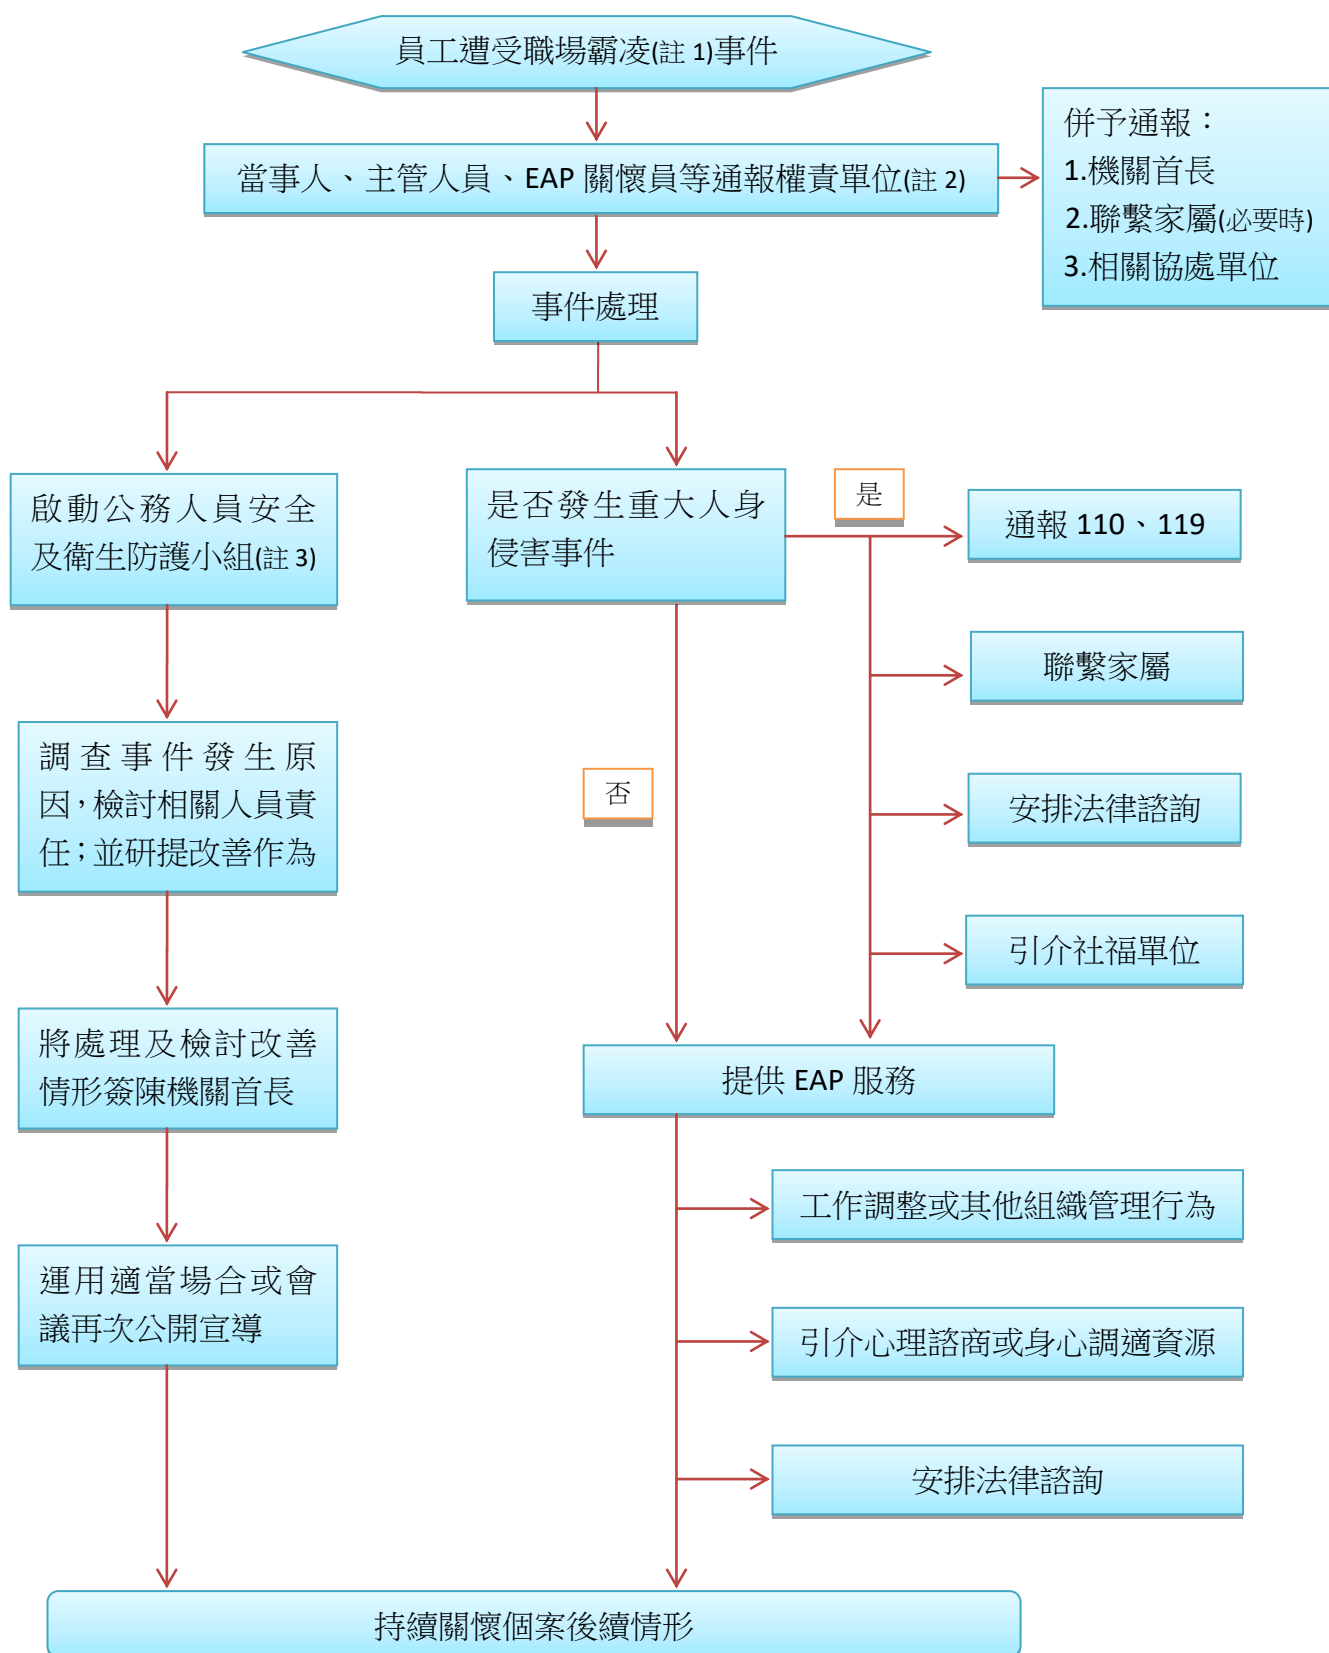 員工遭受職場霸凌(註 1)事件
當事人、主管人員、EAP 關懷員等通報權責單位(註 2)
併予通報：
1.機關首長
2.聯繫家屬(必要時)
3.相關協處單位
事件處理
啟動公務人員安全
及衛生防護小組(註 3)
調查事件發生原
因，檢討相關人員責
任；並研提改善作為
將處理及檢討改善
情形簽陳機關首長
運用適當場合或會
議再次公開宣導
是否發生重大人身
侵害事件
是
通報 110、119
聯繫家屬
安排法律諮詢
引介社福單位
否
提供 EAP 服務
工作調整或其他組織管理行為
引介心理諮商或身心調適資源
安排法律諮詢
持續關懷個案後續情形